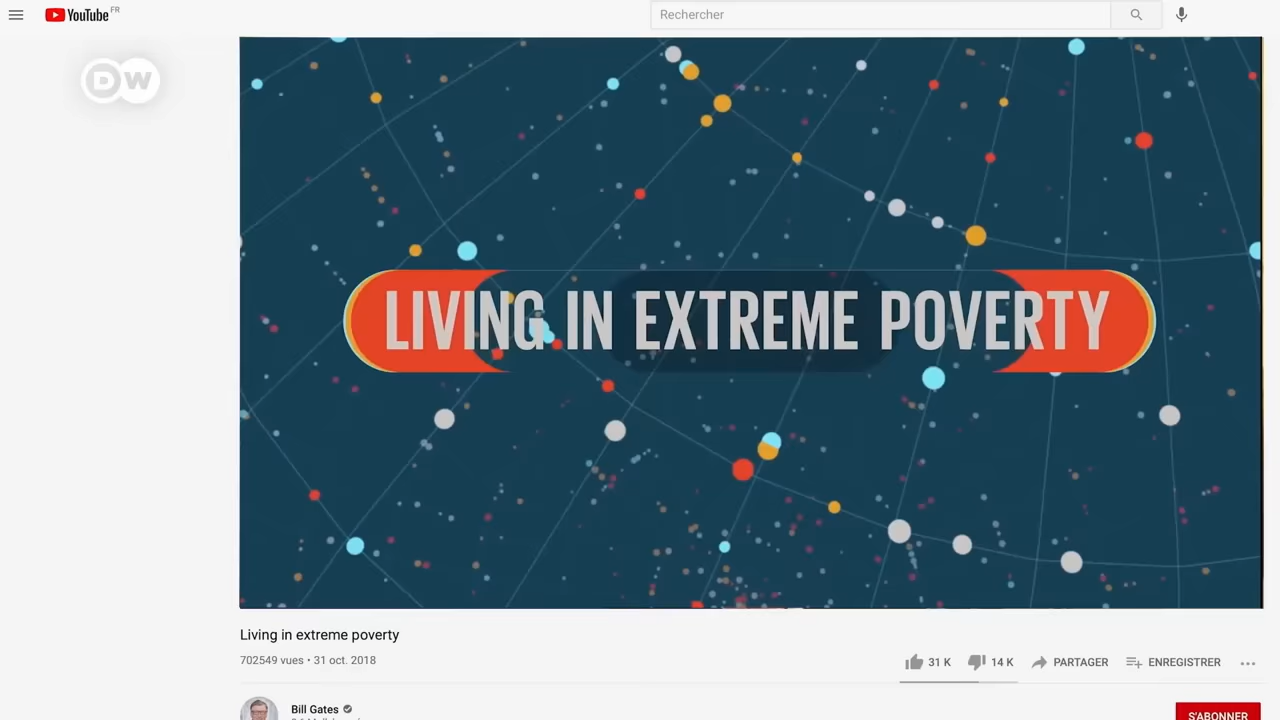 YouTube FR
Rechercher
DW
LIVING IN EXTREME POVERTY
Living in extreme poverty
702549 vues • 31 oct. 2018
31 K
14 K
PARTAGER
ENREGISTRER
Bill Gates
S'ABONNER